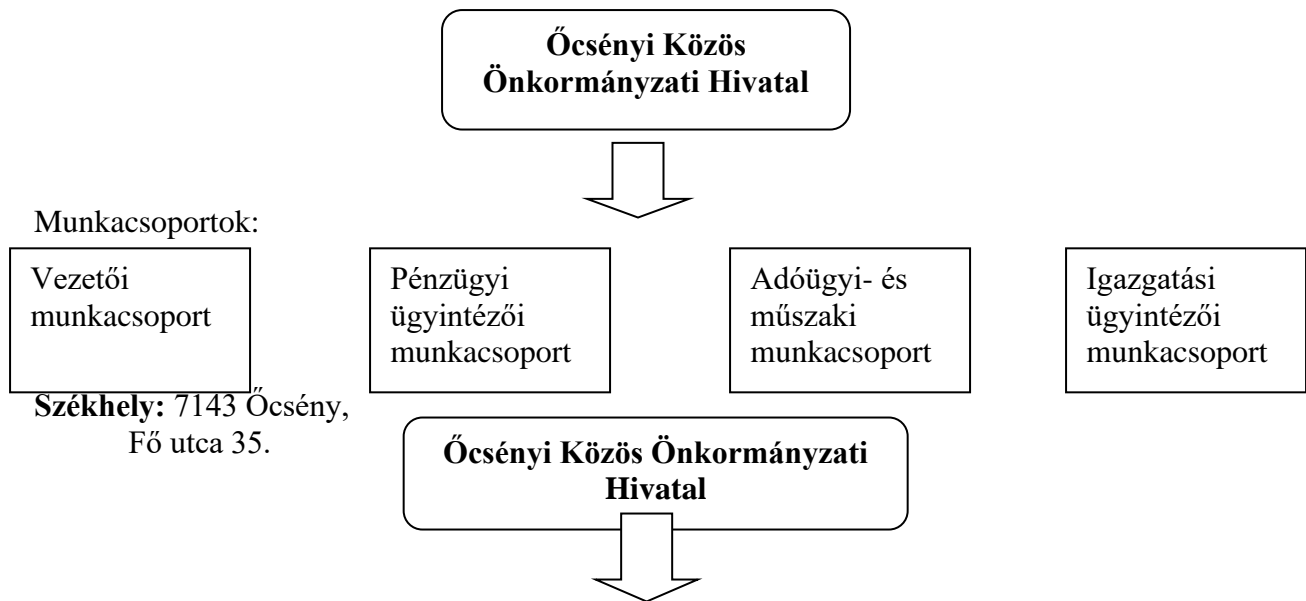 Őcsényi Közös
Önkormányzati Hivatal
Munkacsoportok:
Vezetői
munkacsoport
Pénzügyi
ügyintézői
munkacsoport
Adóügyi- és
műszaki
munkacsoport
Igazgatási
ügyintézői
munkacsoport
Székhely: 7143 Őcsény,
Fő utca 35.
Őcsényi Közös Önkormányzati
Hivatal